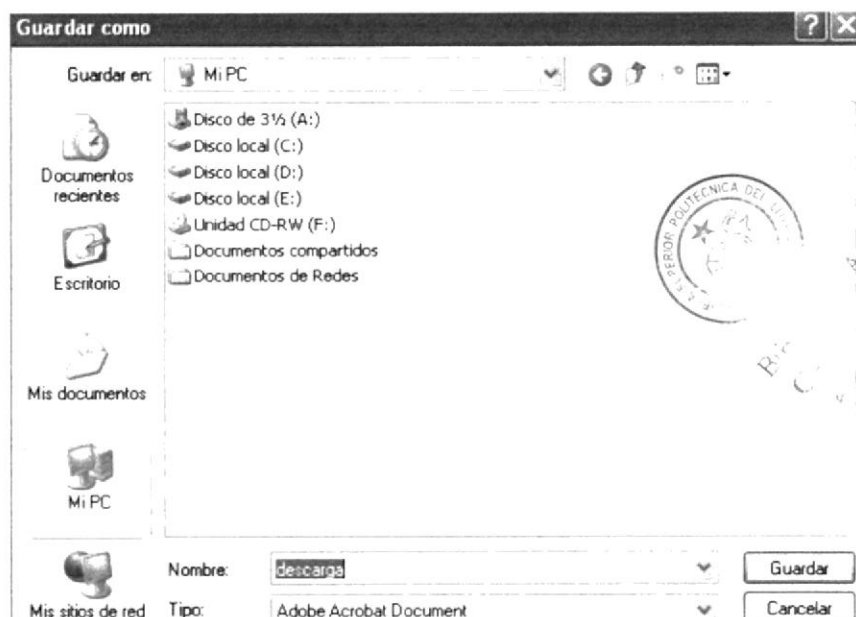 Guardar como
Guardar en:
Mi PC
Documentos recientes
Escritorio
Mis documentos
Mi PC
Mis sitios de red
Disco de 3½ (A:)
Disco local (C:)
Disco local (D:)
Disco local (E:)
Unidad CD-RW (F:)
Documentos compartidos
Documentos de Redes
POLITECNICA DEL
Nombre:
descarga
Guardar
Tipo:
Adobe Acrobat Document
Cancelar